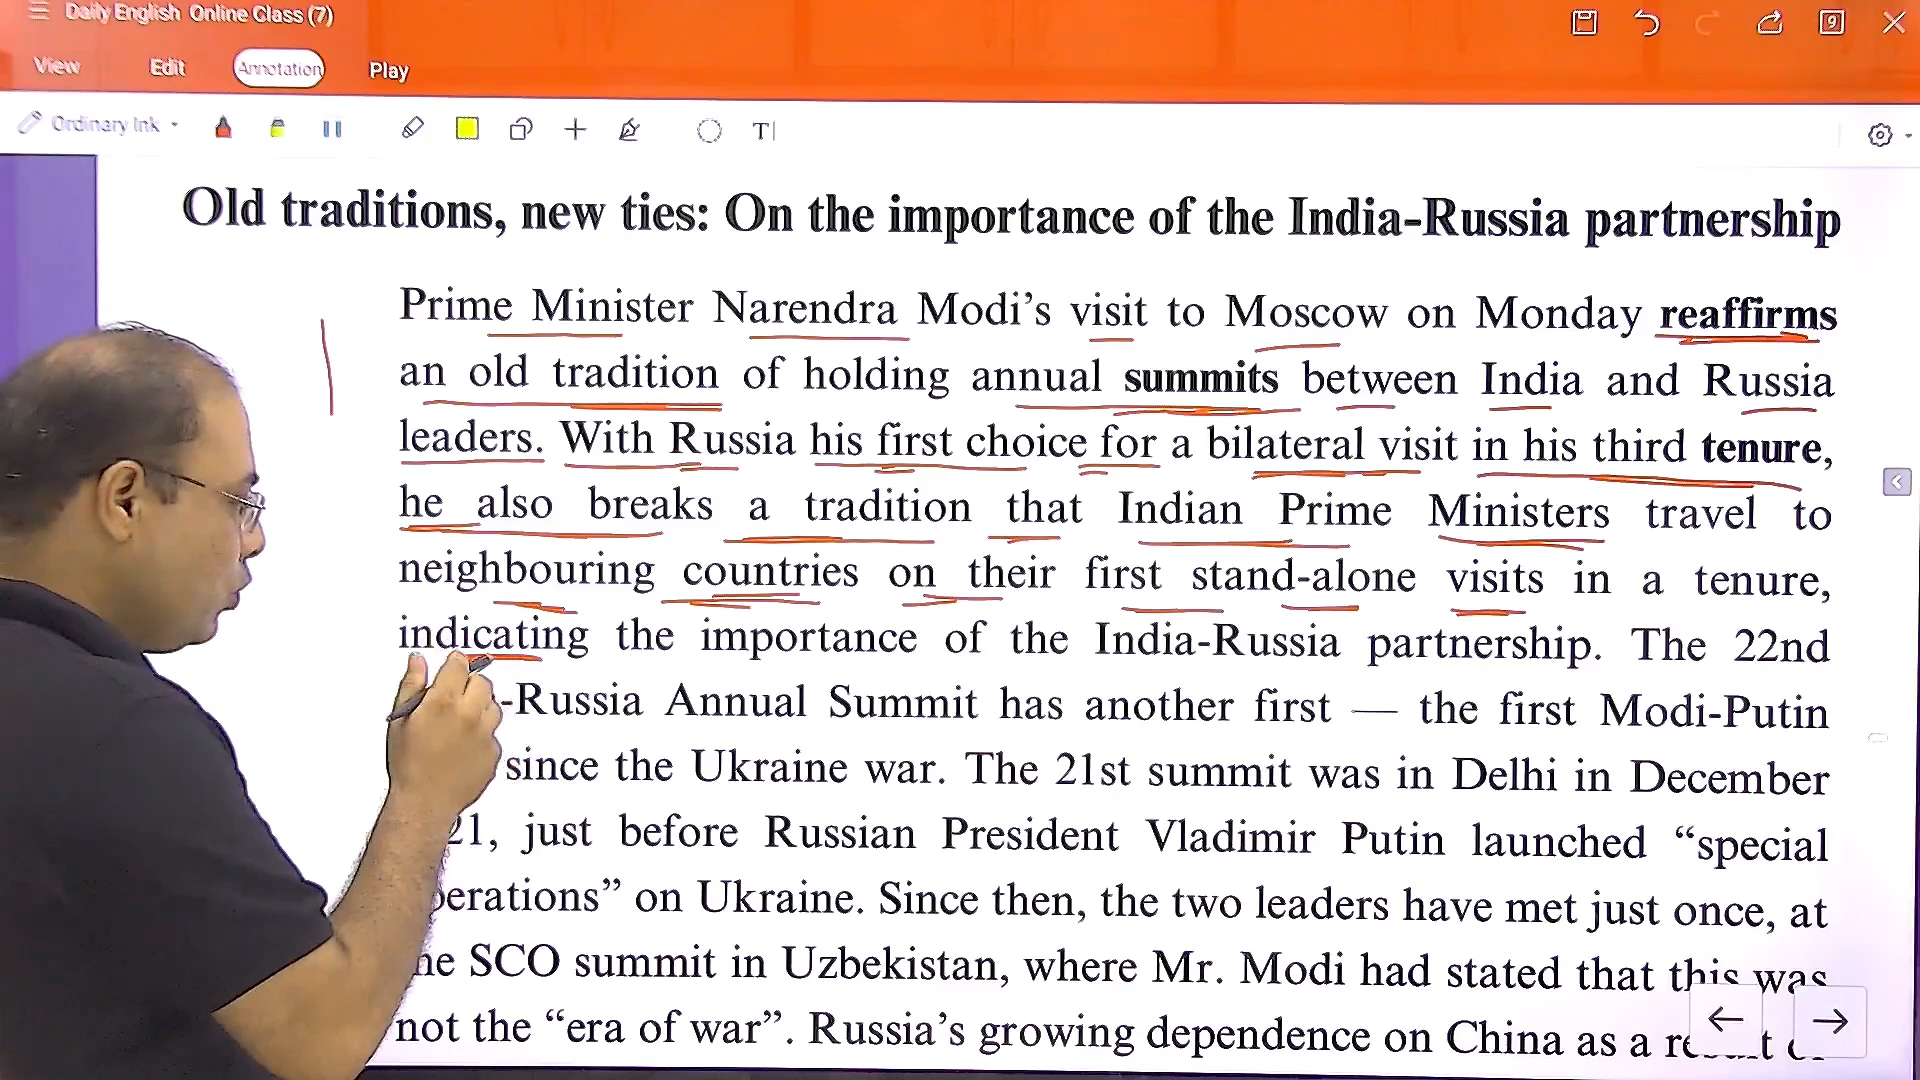 Daily English Online Class (7)
9
View Edit Annotation Play
Ordinary Ink
T
Old traditions, new ties: On the importance of the India-Russia partnership
Prime Minister Narendra Modi’s visit to Moscow on Monday reaffirms
an old tradition of holding annual summits between India and Russia
leaders. With Russia his first choice for a bilateral visit in his third tenure,
he also breaks a tradition that Indian Prime Ministers travel to
neighbouring countries on their first stand-alone visits in a tenure,
indicating the importance of the India-Russia partnership. The 22nd
-Russia Annual Summit has another first — the first Modi-Putin
since the Ukraine war. The 21st summit was in Delhi in December
21, just before Russian President Vladimir Putin launched “special
perations” on Ukraine. Since then, the two leaders have met just once, at
he SCO summit in Uzbekistan, where Mr. Modi had stated that this was
not the “era of war”. Russia’s growing dependence on China as a